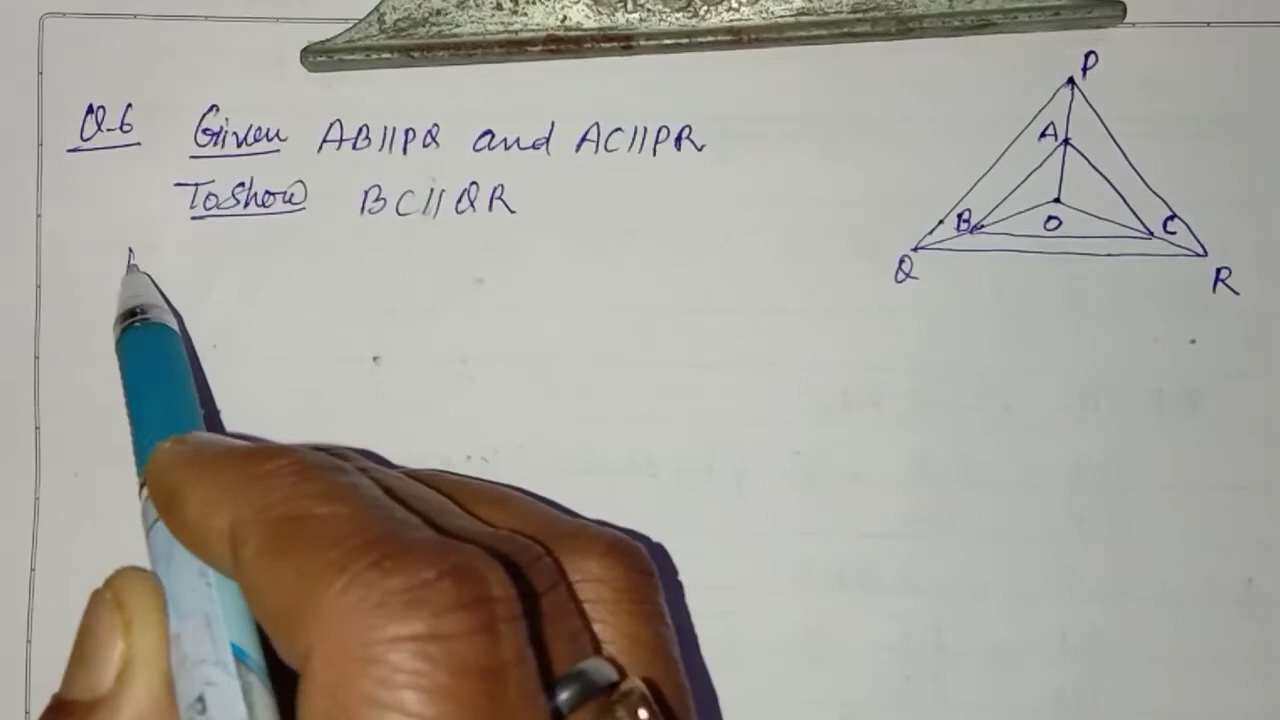 Q-6 Given AB//PQ and AC//PR
To Show BC//QR
P
A
B O C
Q R